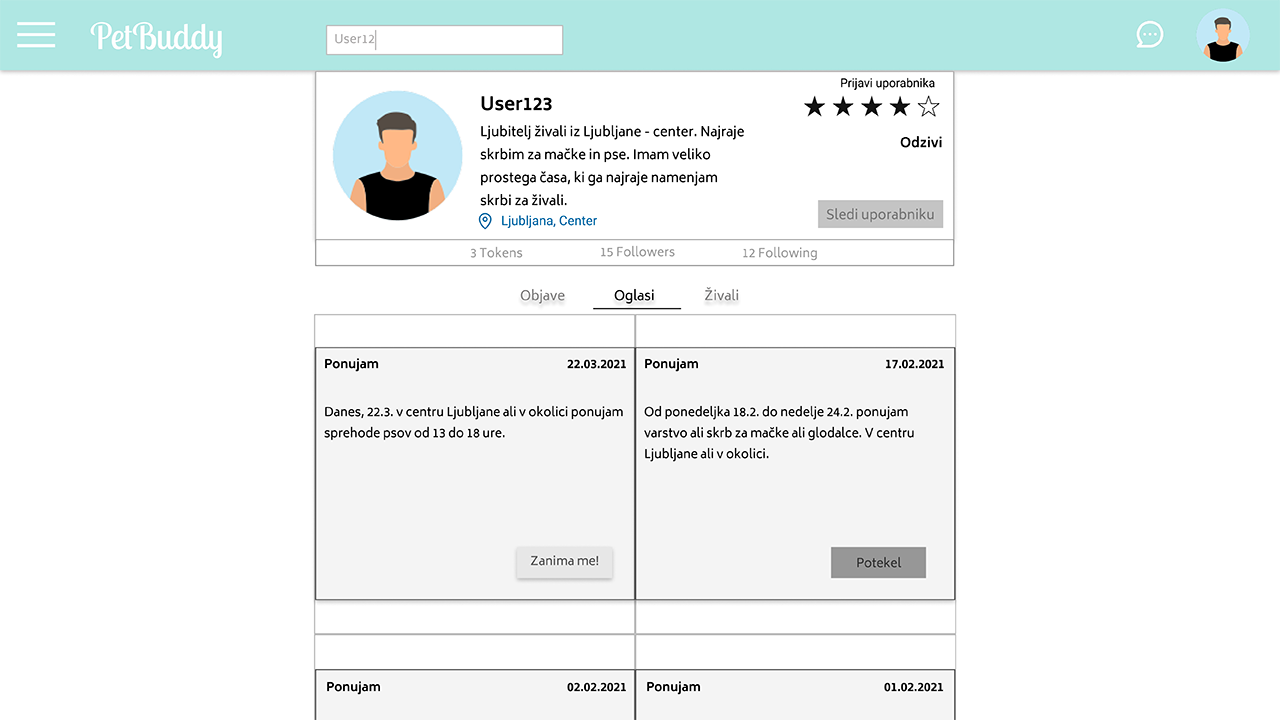 PetBuddy
User12
Prijavi uporabnika
User123
Ljubitelj živali iz Ljubljane - center. Najraje
skrbim za mačke in pse. Imam veliko
prostega časa, ki ga najraje namenjam
skrbi za živali.
Odzivi
Ljubljana, Center
Sledi uporabniku
3 Tokens
15 Followers
12 Following
Objave
Oglasi
Živali
Ponujam
22.03.2021
Danes, 22.3. v centru Ljubljane ali v okolici ponujam
sprehode psov od 13 do 18 ure.
Zanima me!
Ponujam
17.02.2021
Od ponedeljka 18.2. do nedelje 24.2. ponujam
varstvo ali skrb za mačke ali glodalce. V centru
Ljubljane ali v okolici.
Potekel
Ponujam
02.02.2021
Ponujam
01.02.2021